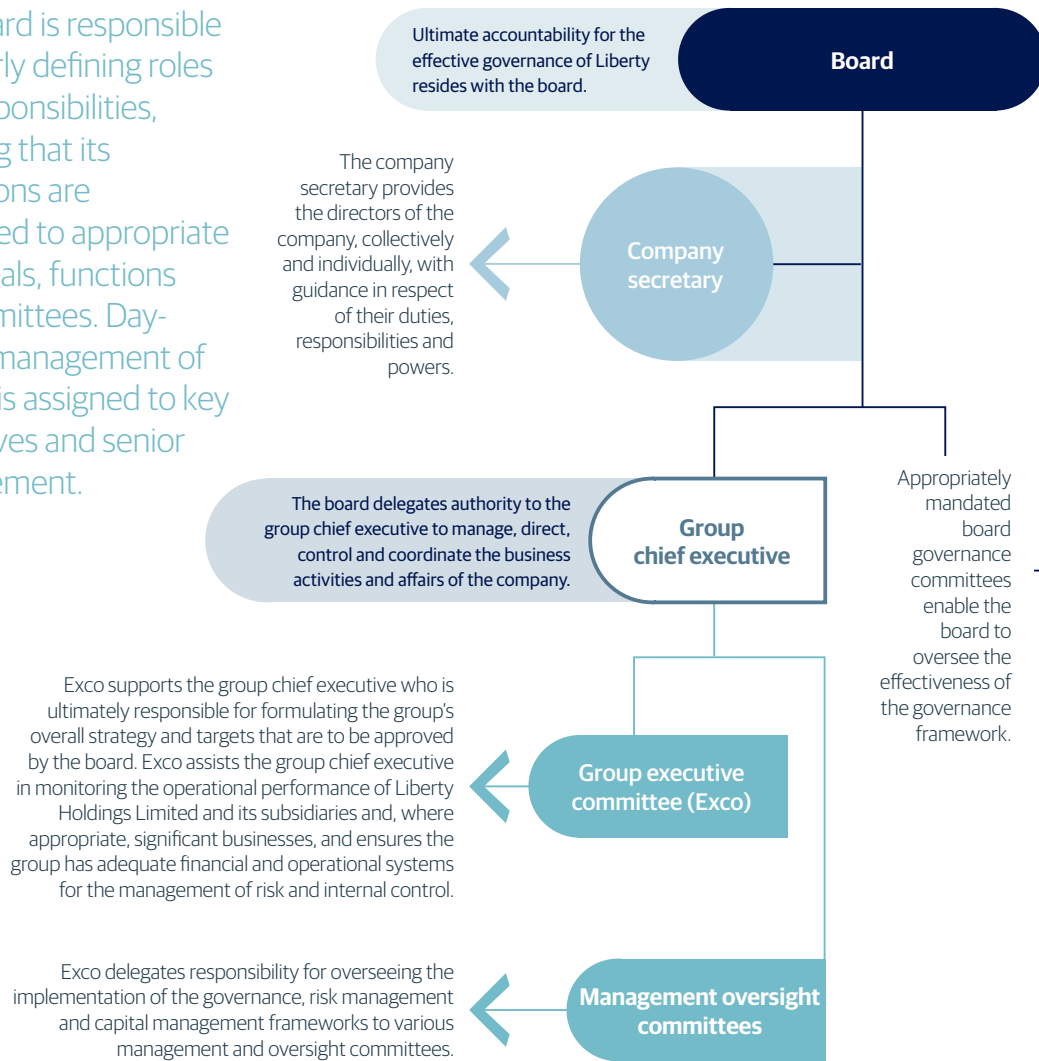 ard is responsible
rly defining roles
ponsibilities,
g that its
ons are
ed to appropriate
als, functions
mittees. Day-
management of
is assigned to key
ves and senior
ement.
Ultimate accountability for the
effective governance of Liberty
resides with the board.
Board
The company
secretary provides
the directors of the
company, collectively
and individually, with
guidance in respect
of their duties,
responsibilities and
powers.
Company
secretary
The board delegates authority to the
group chief executive to manage, direct,
control and coordinate the business
activities and affairs of the company.
Group
chief executive
Appropriately
mandated
board
governance
committees
enable the
board to
oversee the
effectiveness of
the governance
framework.
Exco supports the group chief executive who is
ultimately responsible for formulating the group's
overall strategy and targets that are to be approved
by the board. Exco assists the group chief executive
in monitoring the operational performance of Liberty
Holdings Limited and its subsidiaries and, where
appropriate, significant businesses, and ensures the
group has adequate financial and operational systems
for the management of risk and internal control.
Group executive
committee (Exco)
Exco delegates responsibility for overseeing the
implementation of the governance, risk management
and capital management frameworks to various
management and oversight committees.
Management oversight
committees